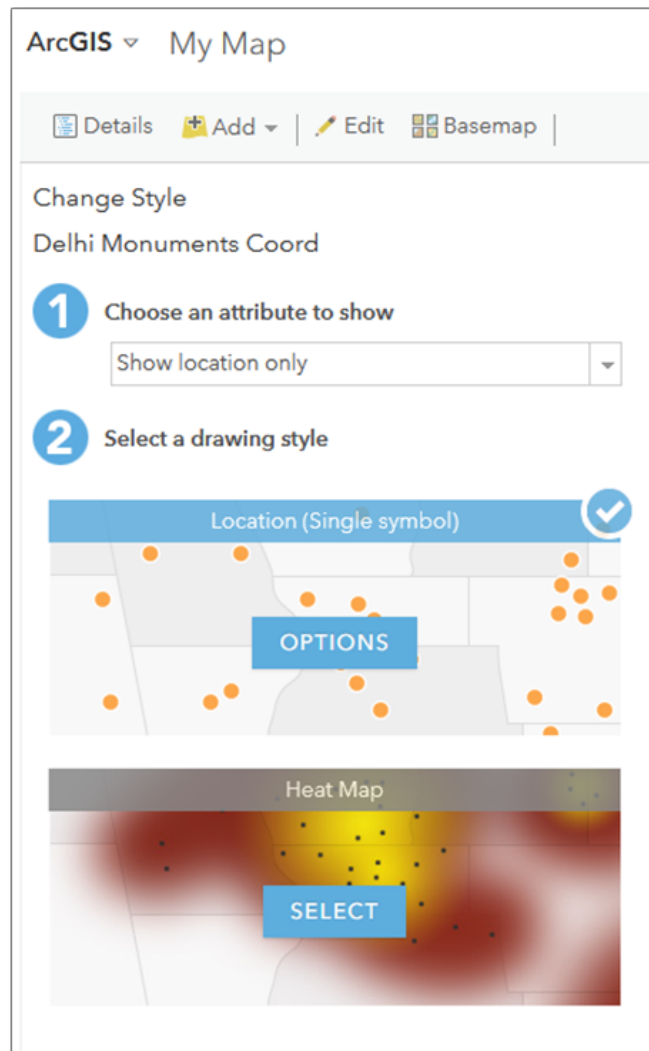 ArcGIS My Map
Details Add Edit Basemap
Change Style
Delhi Monuments Coord
1 Choose an attribute to show
Show location only
2 Select a drawing style
Location (Single symbol)
OPTIONS
Heat Map
SELECT